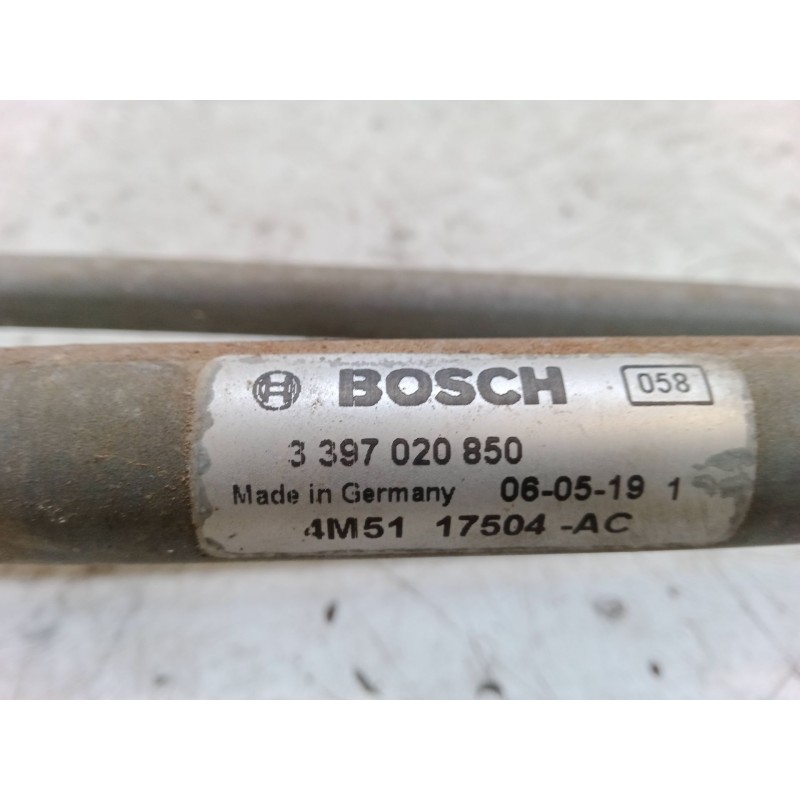 BOSCH 058
3 397 020 850
Made in Germany 06-05-19 1
4M51 17504-AC